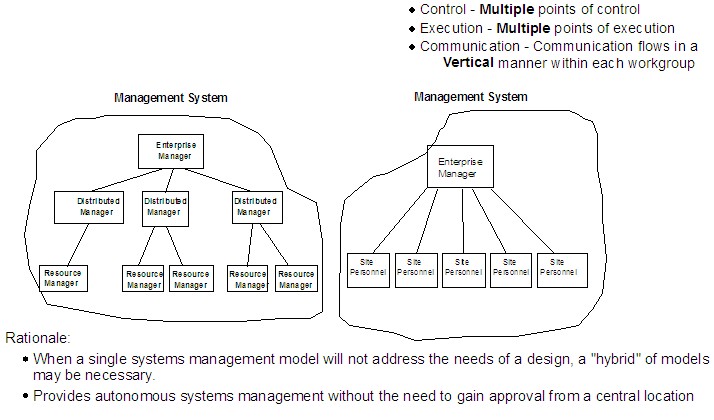 • Control - Multiple points of control
• Execution - Multiple points of execution
• Communication - Communication flows in a
Vertical manner within each workgroup
Management System
Management System
Enterprise
Manager
Distributed
Manager
Distributed
Manager
Distributed
Manager
Resource
Manager
Resource
Manager
Resource
Manager
Resource
Manager
Resource
Manager
Enterprise
Manager
Site
Personnel
Site
Personnel
Site
Personnel
Site
Personnel
Site
Personnel
Rationale:
• When a single systems management model will not address the needs of a design, a "hybrid" of models
may be necessary.
• Provides autonomous systems management without the need to gain approval from a central location